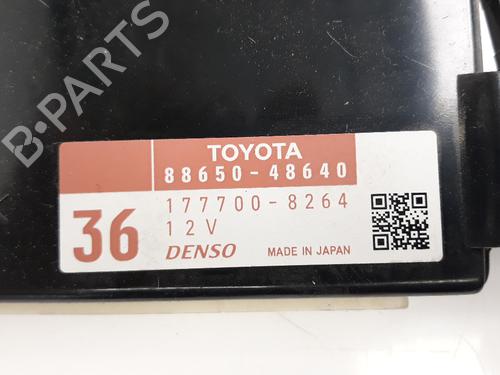 B-PARTS
TOYOTA
88650-48640
36
177700-8264
12V
DENSO
MADE IN JAPAN